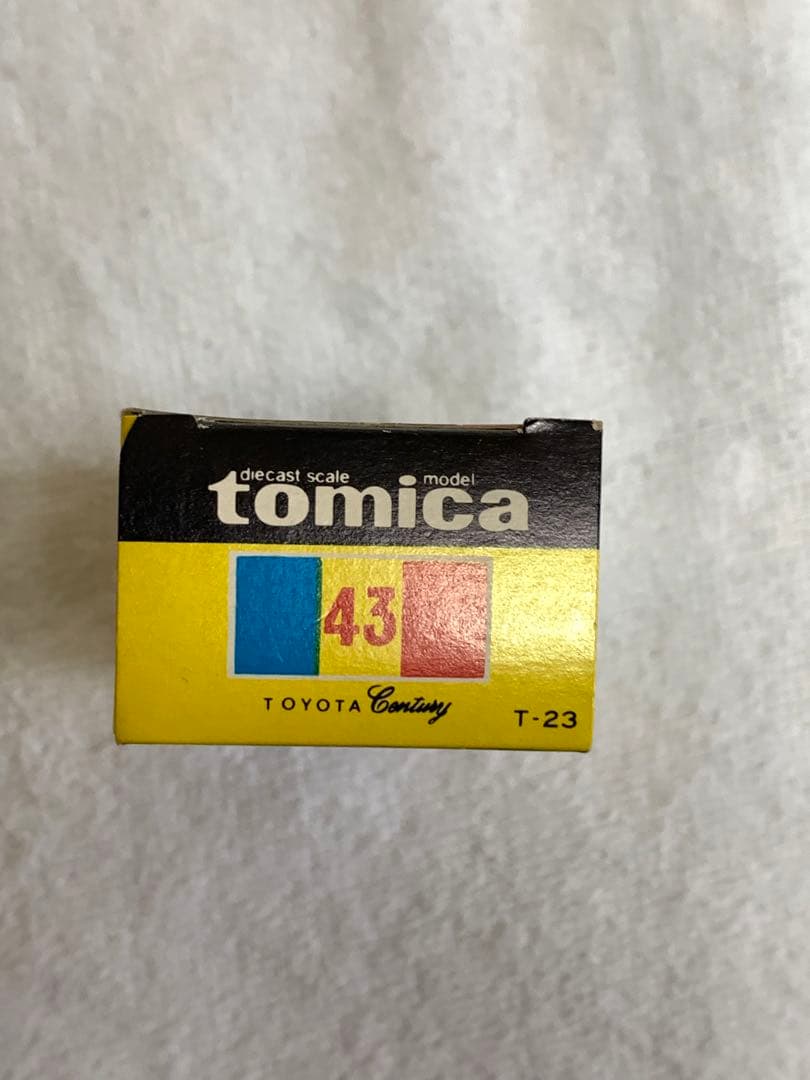 diecast scale model
tomica
43
TOYOTA Century
T-23